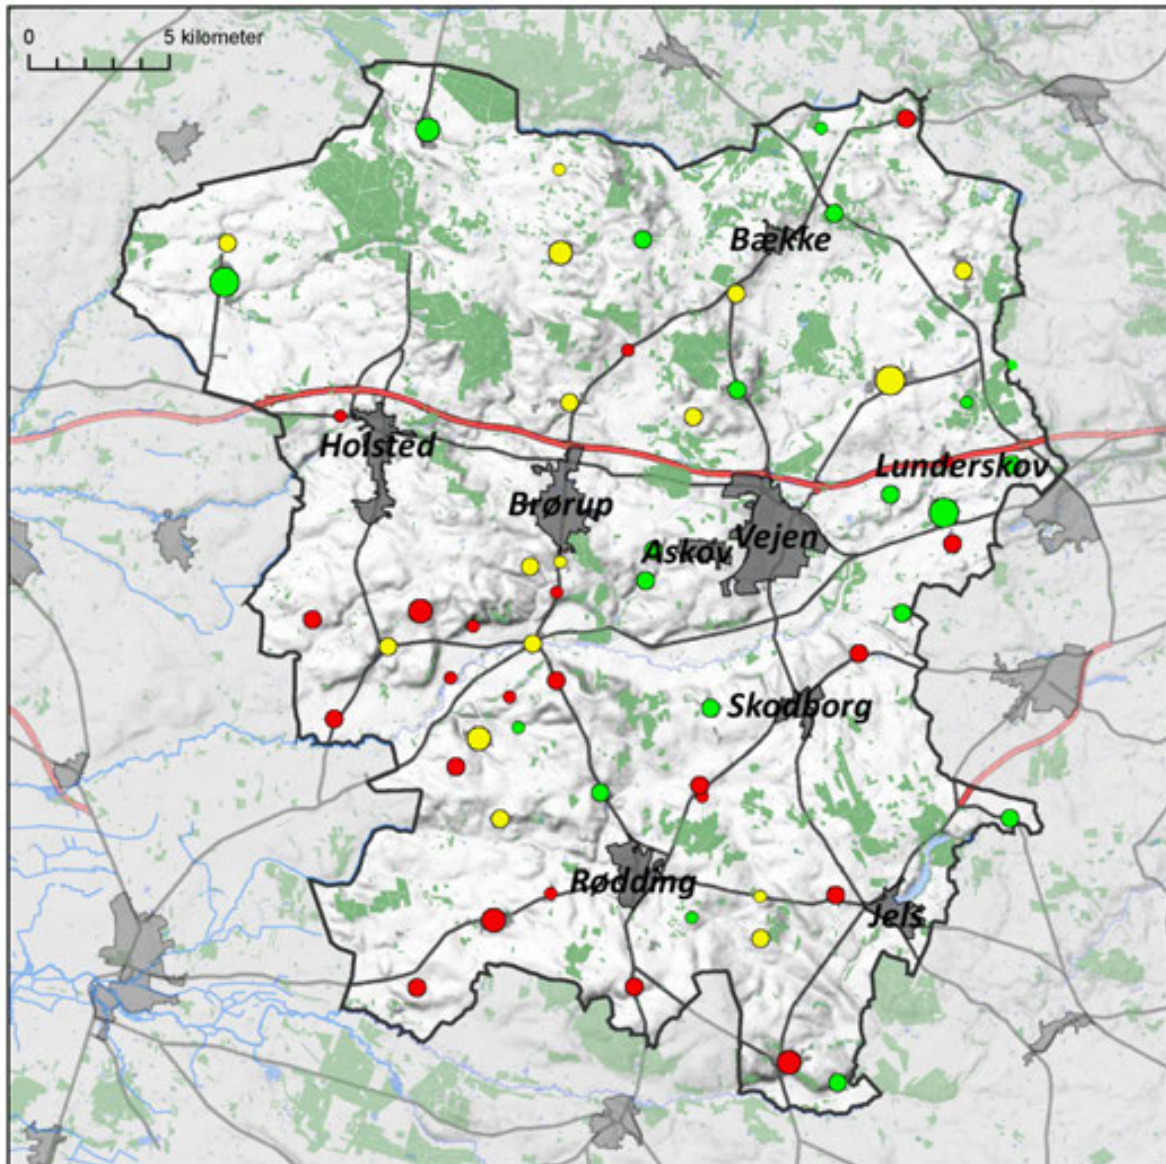 0 5 kilometer
Bække
Holsted
Lunderskov
Brørup
Vejen
Askov
Skodborg
Rødding
Jels